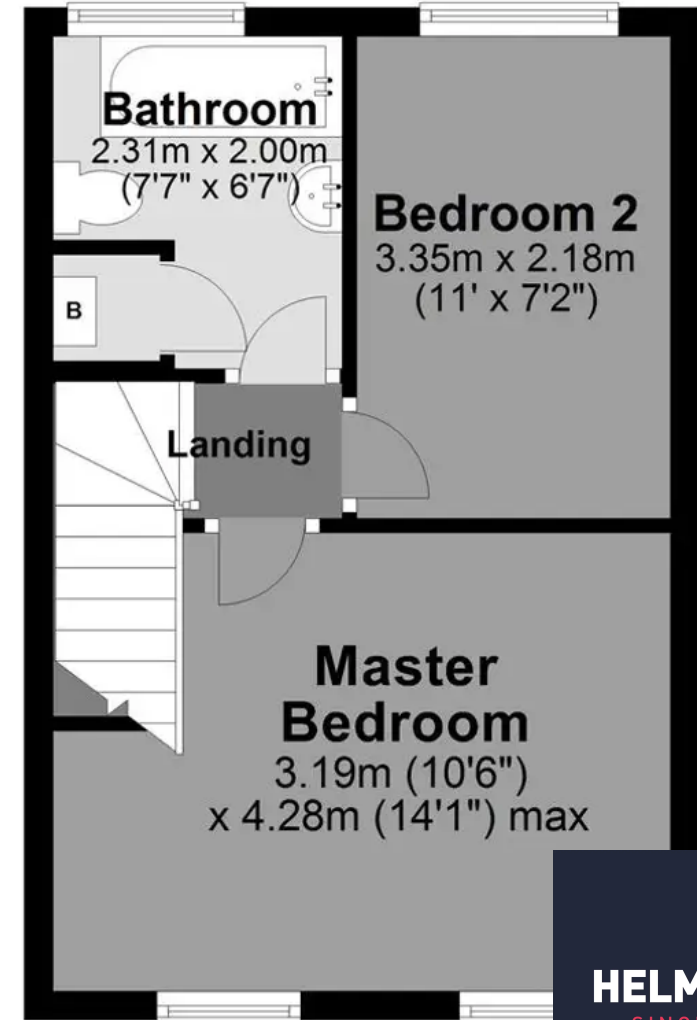 Bathroom
2.31m x 2.00m
(7'7" x 6'7")
Bedroom 2
3.35m x 2.18m
(11' x 7'2")
B
Landing
Master
Bedroom
3.19m (10'6")
x 4.28m (14'1") max